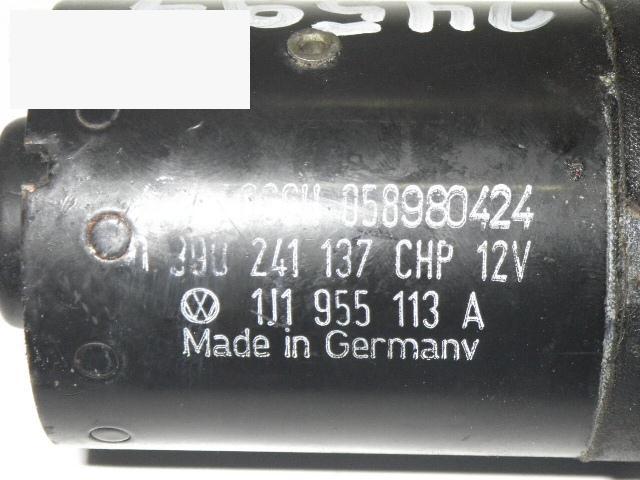 058980424
390 241 137 CHP 12V
1J1 955 113 A
Made in Germany